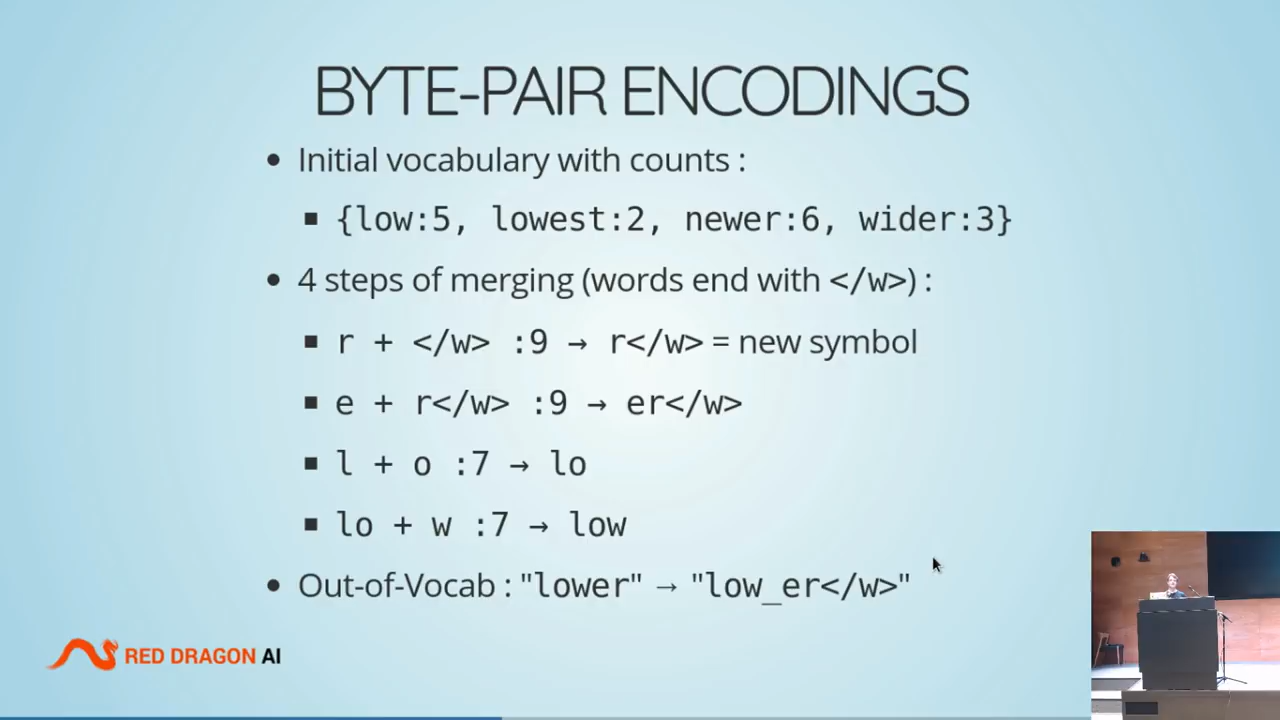 BYTE-PAIR ENCODINGS
Initial vocabulary with counts :
{low:5, lowest:2, newer:6, wider:3}
4 steps of merging (words end with </w>) :
r + </w> :9 → r</w> = new symbol
e + r</w> :9 → er</w>
l + o :7 → lo
lo + w :7 → low
Out-of-Vocab : "lower" → "low_er</w>"
RED DRAGON AI